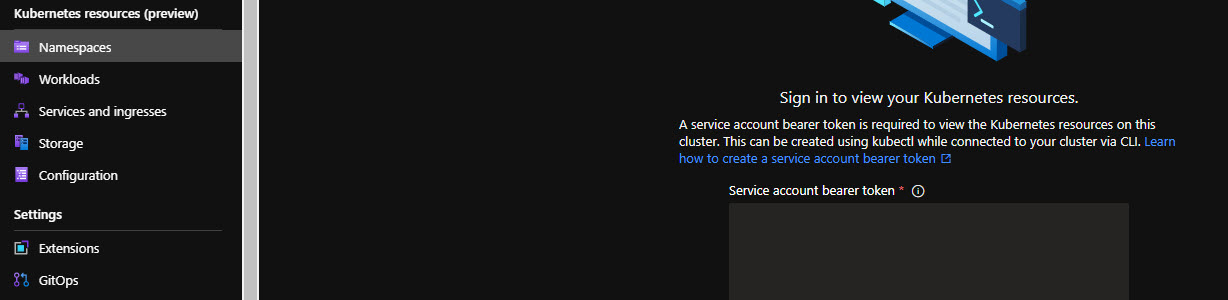 Kubernetes resources (preview)
Namespaces
Workloads
Services and ingresses
Storage
Configuration
Settings
Extensions
GitOps
Sign in to view your Kubernetes resources.
A service account bearer token is required to view the Kubernetes resources on this
cluster. This can be created using kubectl while connected to your cluster via CLI. Learn
how to create a service account bearer token
Service account bearer token *